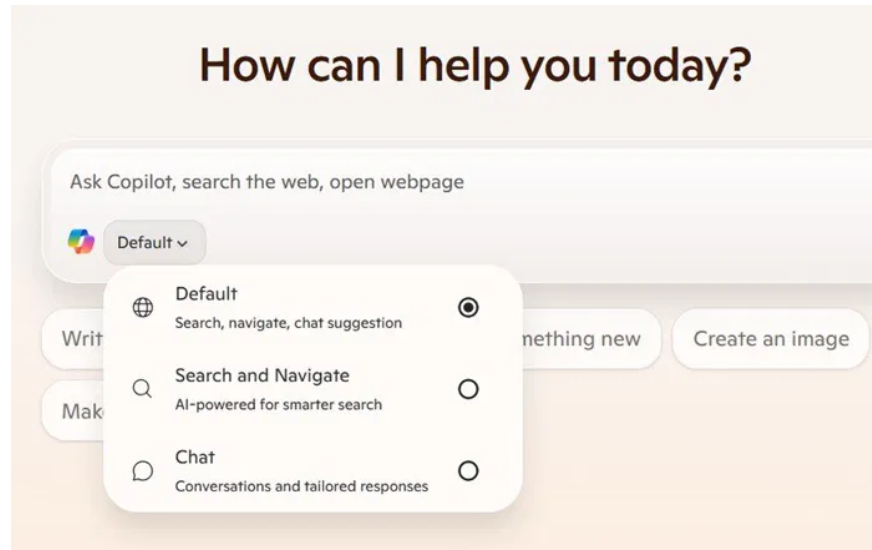 How can I help you today?
Ask Copilot, search the web, open webpage
Default
Default
Search, navigate, chat suggestion
Search and Navigate
AI-powered for smarter search
Chat
Conversations and tailored responses
new
Create an image